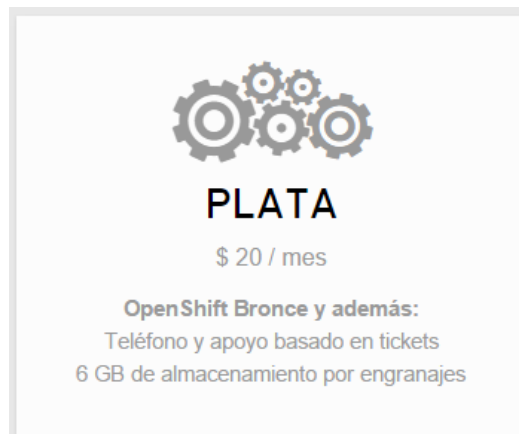 PLATA
$ 20 / mes
OpenShift Bronce y además:
Teléfono y apoyo basado en tickets
6 GB de almacenamiento por engranajes